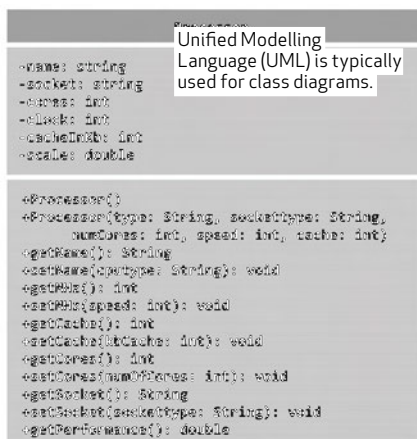 Processor
Unified Modelling
Language (UML) is typically
used for class diagrams.
-name: string
-socket: string
-cores: int
-clock: int
-cacheInKb: int
-scale: double
+Processor()
+Processor(type: String, sockettype: String,
numCores: int, speed: int, cache: int)
+getName(): String
+setName(cputype: String): void
+getMHz(): int
+setMHz(speed: int): void
+getCache(): int
+setCache(kbCache: int): void
+getCores(): int
+setCores(numOfCores: int): void
+getSocket(): String
+setSocket(sockettype: String): void
+getPerformance(): double